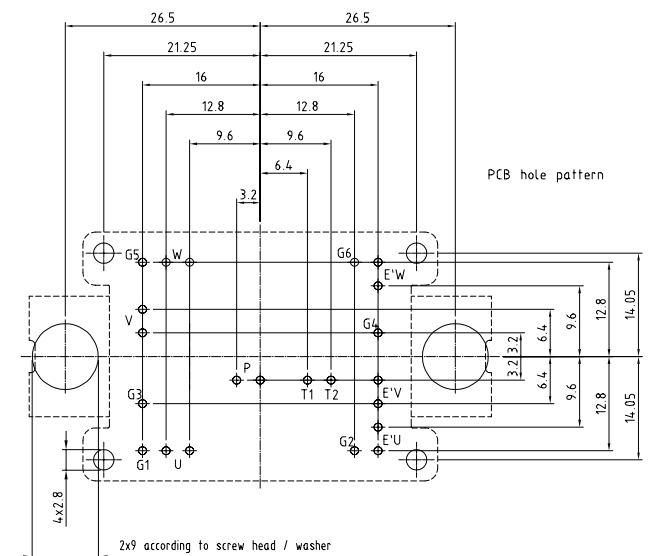 26.5 26.5
21.25 21.25
16 16
12.8 12.8
9.6 9.6
6.4
3.2
PCB hole pattern
G5 W G6
E'W
V G4
P
T1 T2 E'V
G3
G1 U G2 E'U
3.2
3.2
6.4
6.4
9.6
9.6
12.8
12.8
14.05
14.05
4x2.8
2x9 according to screw head / washer